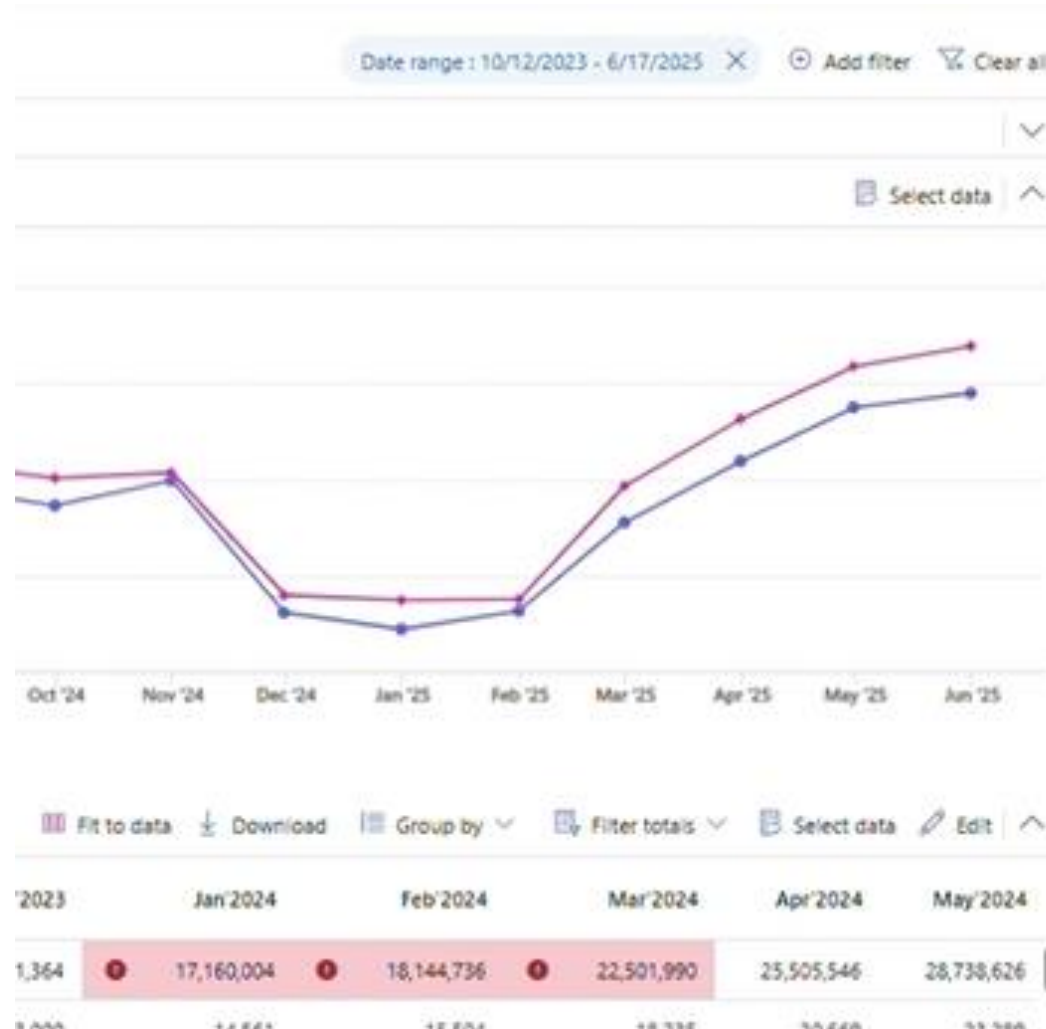 Date range : 10/12/2023 - 6/17/2025 Add filter Clear all
Select data
Oct '24 Nov '24 Dec '24 Jan '25 Feb '25 Mar '25 Apr '25 May '25 Jun '25
Fit to data Download Group by Filter totals Select data Edit
'2023 Jan'2024 Feb'2024 Mar'2024 Apr'2024 May'2024
1,364 17,160,004 18,144,736 22,501,990 25,505,546 28,738,626